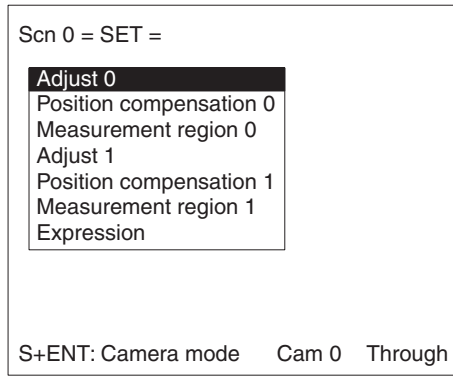 Scn 0 = SET =
Adjust 0
Position compensation 0
Measurement region 0
Adjust 1
Position compensation 1
Measurement region 1
Expression
S+ENT: Camera mode Cam 0 Through